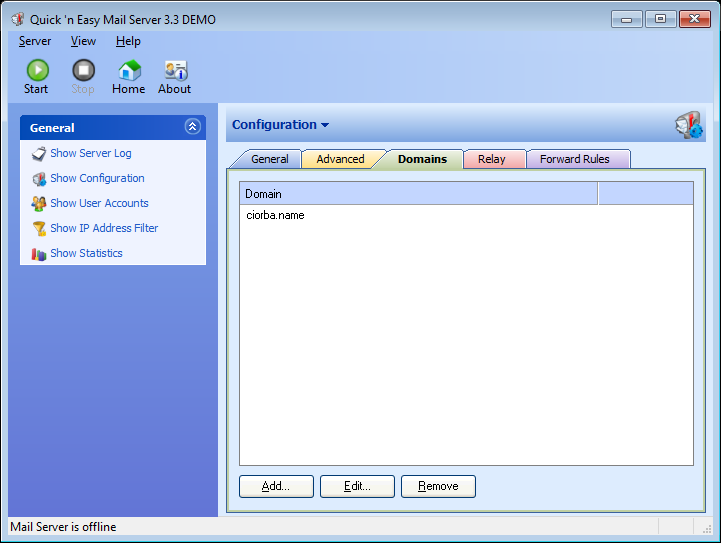 Quick 'n Easy Mail Server 3.3 DEMO
Server View Help
Start Stop Home About
General
Show Server Log
Show Configuration
Show User Accounts
Show IP Address Filter
Show Statistics
Configuration
General Advanced Domains Relay Forward Rules
Domain
ciorba.name
Add... Edit... Remove
Mail Server is offline